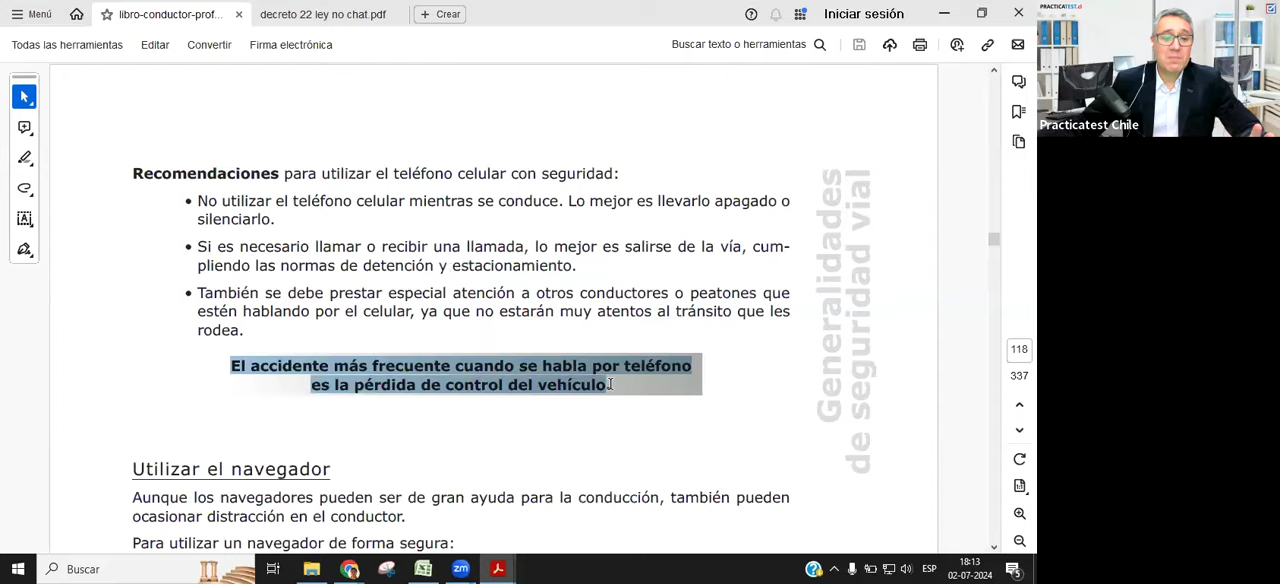 Menú
libro-conductor-prof...
decreto 22 ley no chat.pdf
Crear
Iniciar sesión
Todas las herramientas
Editar
Convertir
Firma electrónica
Buscar texto o herramientas
PRACTICATEST.cl
Practicatest Chile
Recomendaciones para utilizar el teléfono celular con seguridad:
• No utilizar el teléfono celular mientras se conduce. Lo mejor es llevarlo apagado o
silenciarlo.
• Si es necesario llamar o recibir una llamada, lo mejor es salirse de la vía, cum-
pliendo las normas de detención y estacionamiento.
• También se debe prestar especial atención a otros conductores o peatones que
estén hablando por el celular, ya que no estarán muy atentos al tránsito que les
rodea.
El accidente más frecuente cuando se habla por teléfono
es la pérdida de control del vehículo.
Generalidades
de seguridad vial
118
337
Utilizar el navegador
Aunque los navegadores pueden ser de gran ayuda para la conducción, también pueden
ocasionar distracción en el conductor.
Para utilizar un navegador de forma segura:
Buscar
zm
ESP
18:13
02-07-2024
5